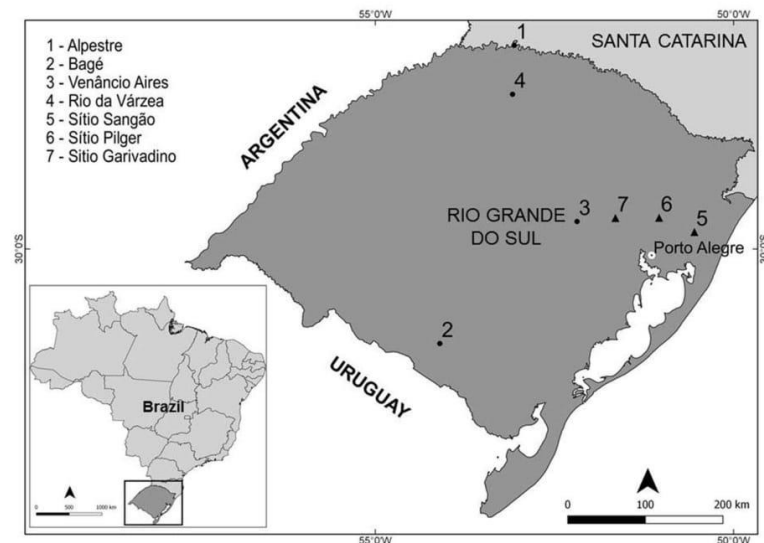 55°0'W
50°0'W
1 - Alpestre
2 - Bagé
3 - Venâncio Aires
4 - Rio da Várzea
5 - Sítio Sangão
6 - Sítio Pilger
7 - Sitio Garivadino
1
SANTA CATARINA
4
ARGENTINA
RIO GRANDE
DO SUL
3
7
6
5
Porto Alegre
30°0'S
30°0'S
2
URUGUAY
Brazil
0
500
1000 km
0
100
200 km
55°0'W
50°0'W